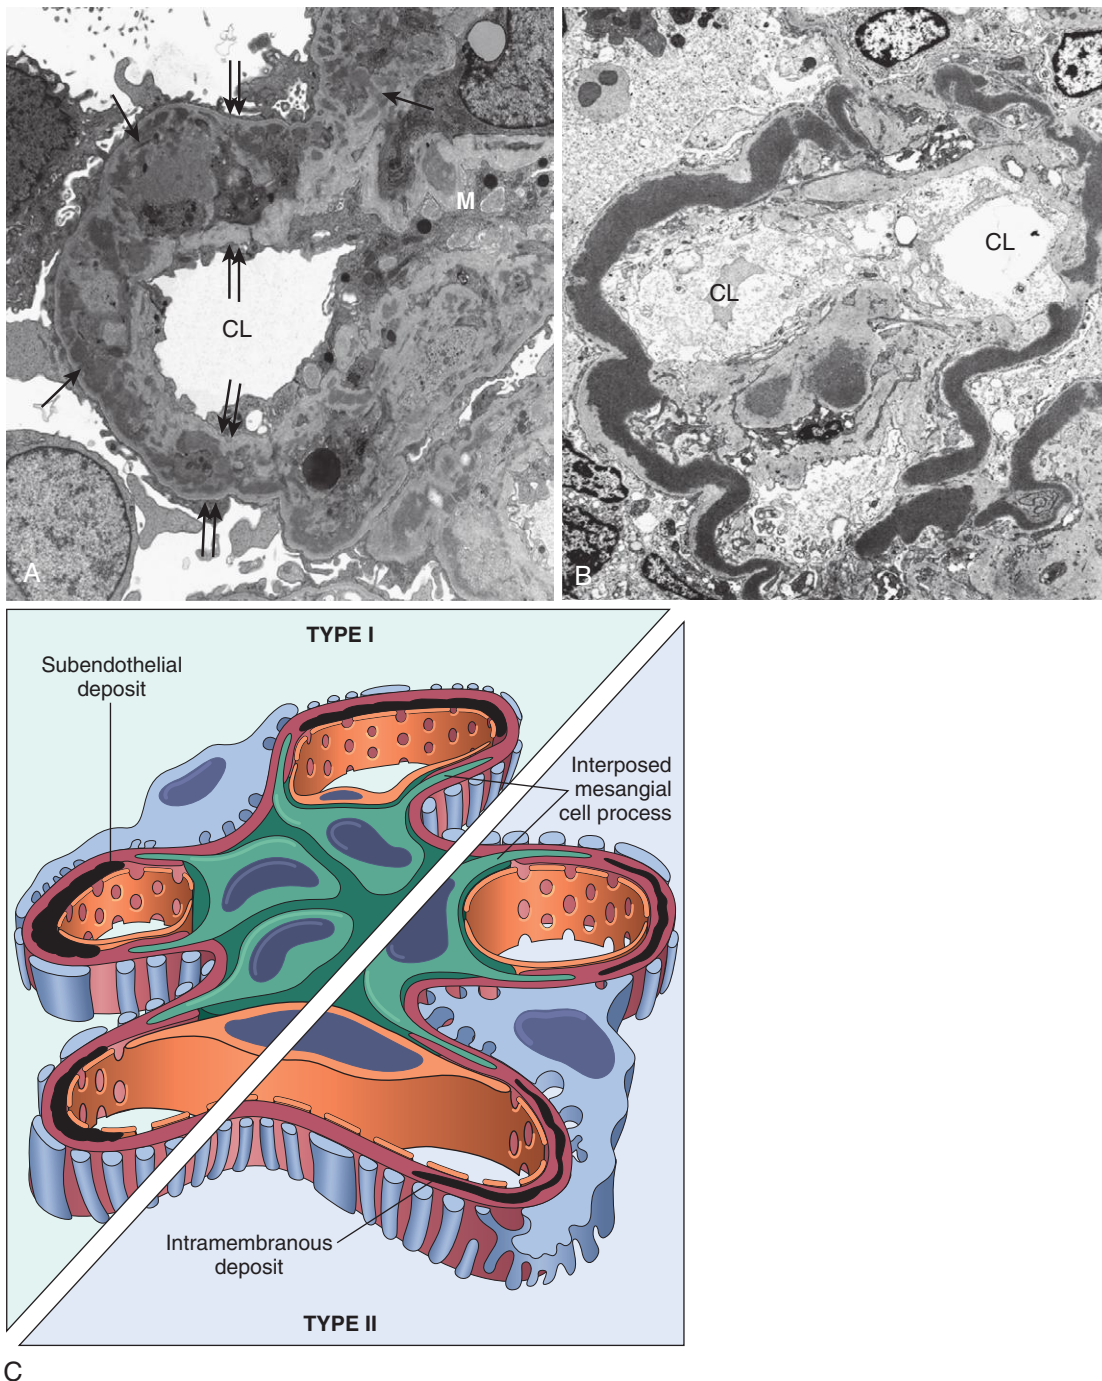 CL
M
A
CL
CL
B
TYPE I
Subendothelial
deposit
Interposed
mesangial
cell process
Intramembranous
deposit
TYPE II
C